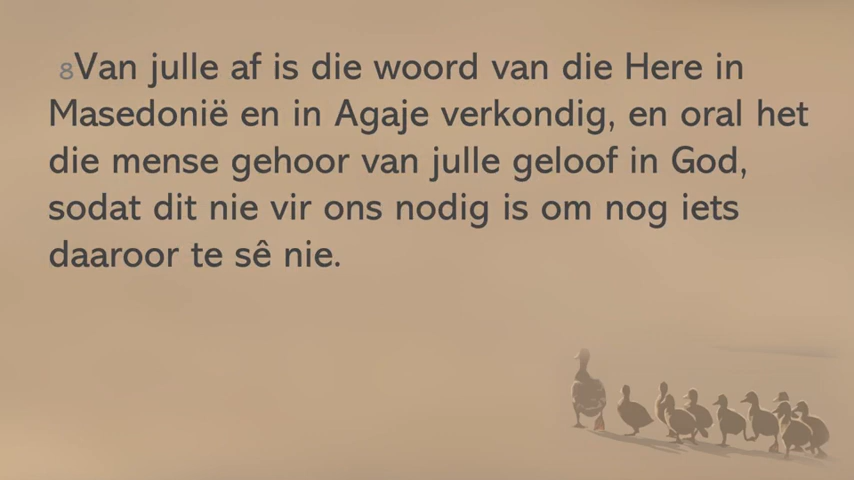 8Van julle af is die woord van die Here in
Masedonië en in Agaje verkondig, en oral het
die mense gehoor van julle geloof in God,
sodat dit nie vir ons nodig is om nog iets
daaroor te sê nie.